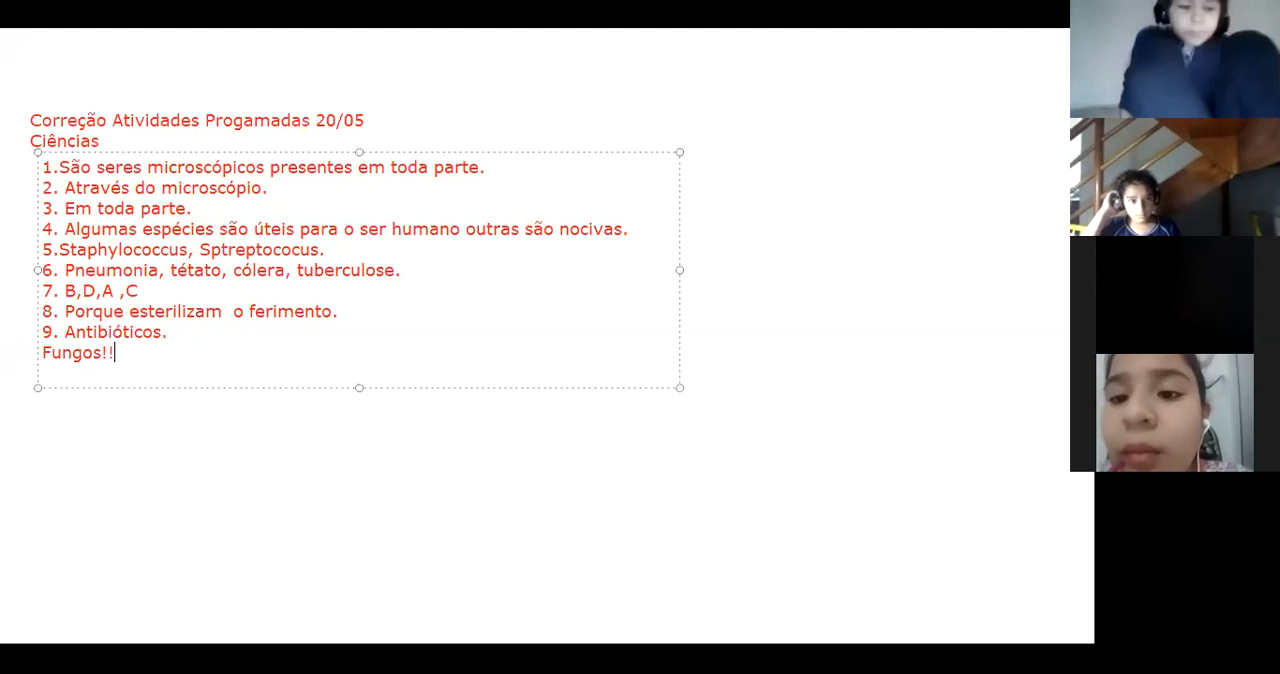 Correção Atividades Progamadas 20/05
Ciências
1.São seres microscópicos presentes em toda parte.
2. Através do microscópio.
3. Em toda parte.
4. Algumas espécies são úteis para o ser humano outras são nocivas.
5.Staphylococcus, Sptreptococus.
6. Pneumonia, tétato, cólera, tuberculose.
7. B,D,A ,C
8. Porque esterilizam  o ferimento.
9. Antibióticos.
Fungos!!